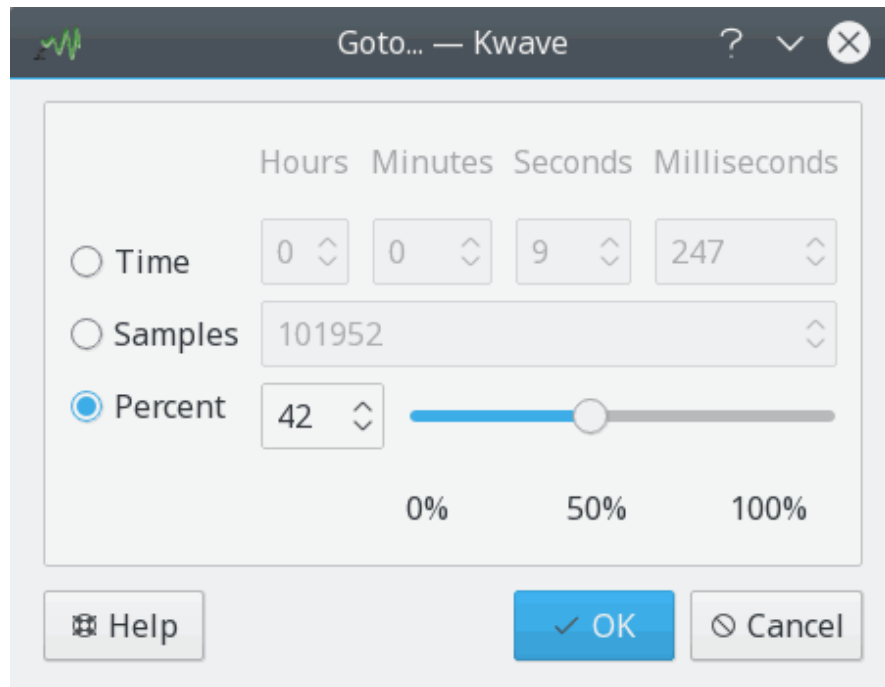 Goto... — Kwave
Hours Minutes Seconds Milliseconds
Time 0 0 9 247
Samples 101952
Percent 42
0% 50% 100%
Help OK Cancel